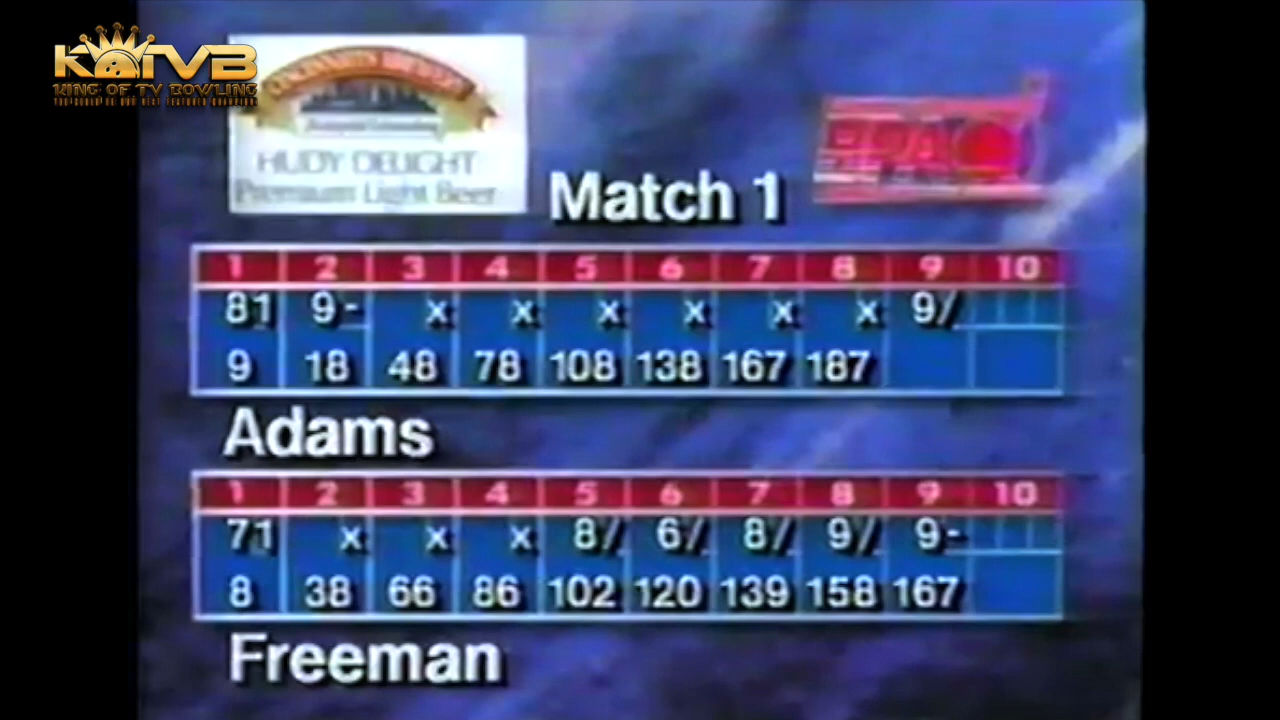 KOTVB
KING OF TV BOWLING
HUDY DELIGHT
Premium Light Beer
PBA
Match 1
1 2 3 4 5 6 7 8 9 10
81 9- x x x x x x 9/
9 18 48 78 108 138 167 187
Adams
1 2 3 4 5 6 7 8 9 10
71 x x x 8/ 6/ 8/ 9/ 9-
8 38 66 86 102 120 139 158 167
Freeman